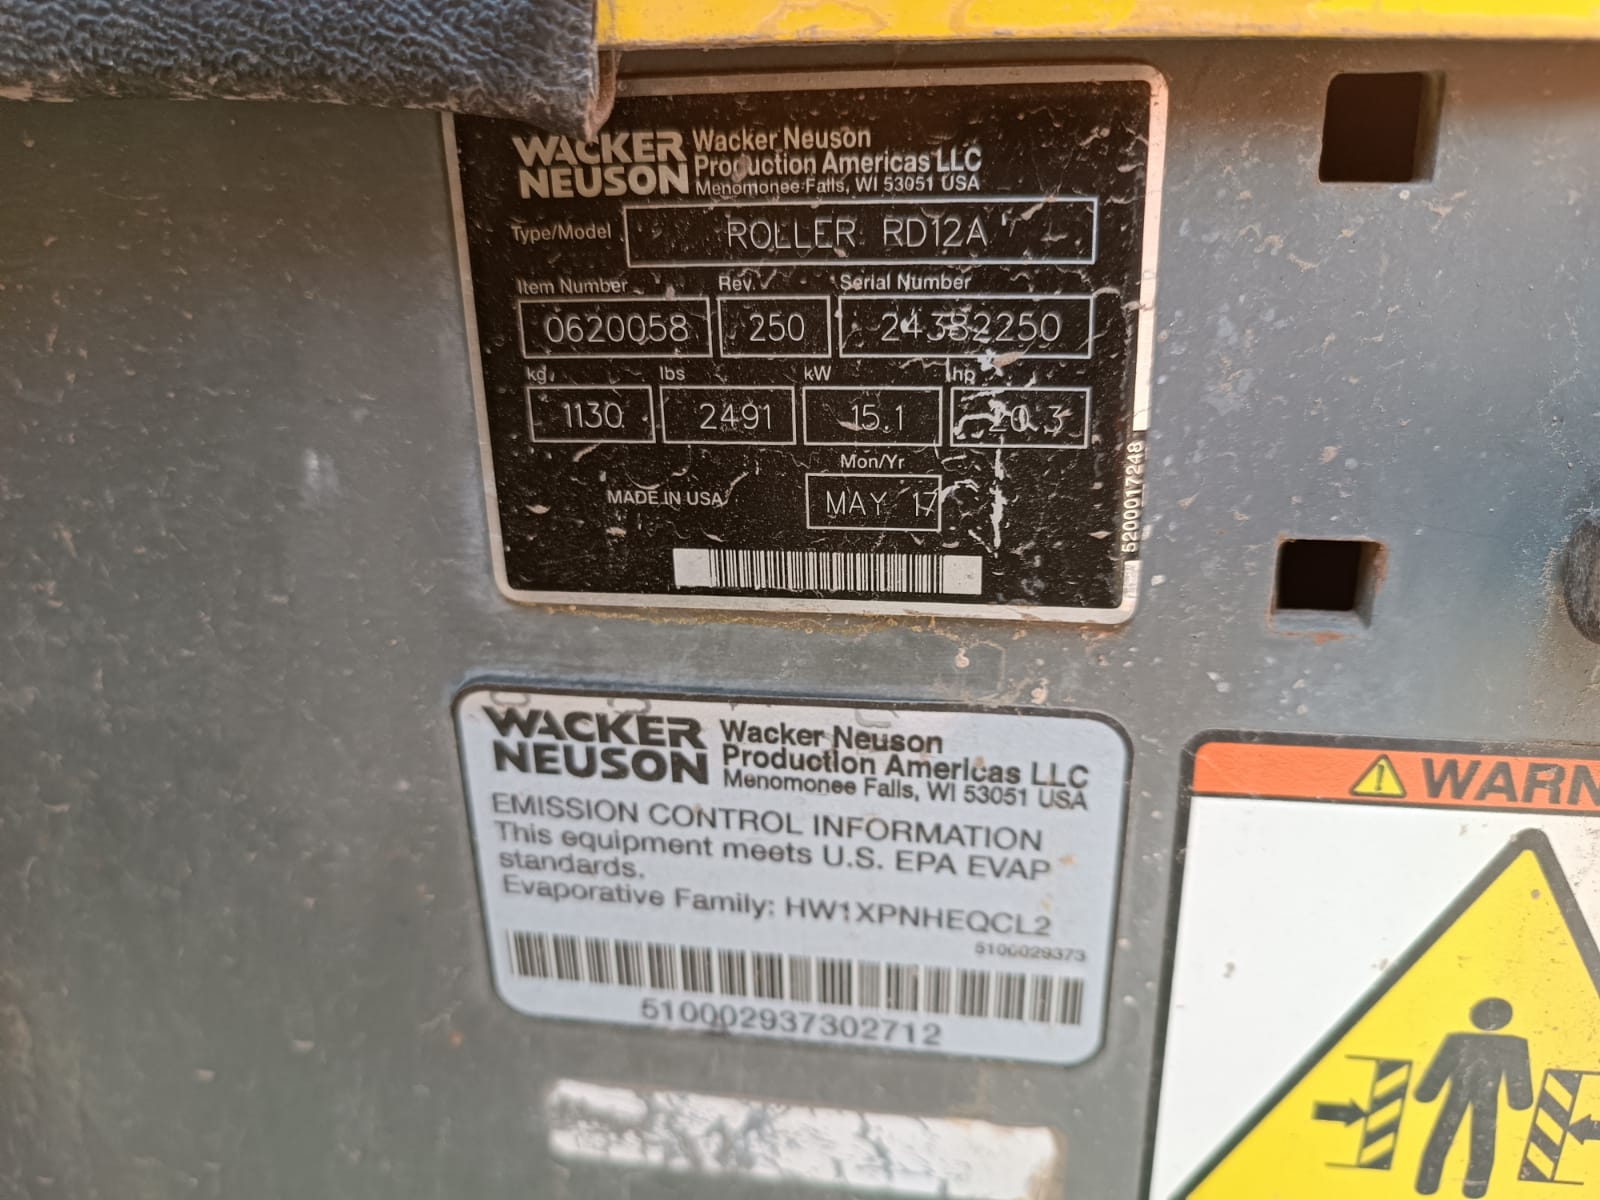 WACKER NEUSON
Wacker Neuson
Production Americas LLC
Menomonee Falls, WI 53051 USA
Type/Model ROLLER RD12A
Item Number Rev. Serial Number
0620058 250 24382250
kg lbs kW hp
1130 2491 15.1 20.3
Mon/Yr
MADE IN USA MAY 17
5200017248
WACKER NEUSON
Wacker Neuson
Production Americas LLC
Menomonee Falls, WI 53051 USA
EMISSION CONTROL INFORMATION
This equipment meets U.S. EPA EVAP
standards.
Evaporative Family: HW1XPNHEQCL2
5100029373
510002937302712
WARN